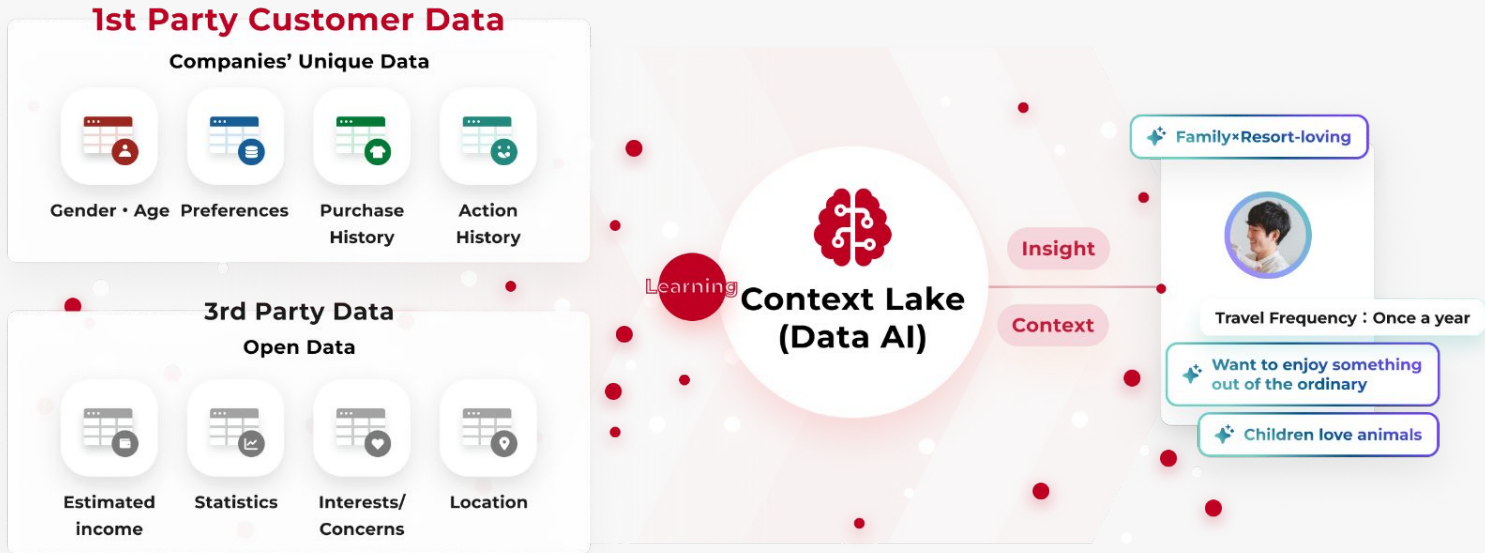 1st Party Customer Data
Companies’ Unique Data
Gender・Age
Preferences
Purchase
History
Action
History
3rd Party Data
Open Data
Estimated
income
Statistics
Interests/
Concerns
Location
Learning
Context Lake
(Data AI)
Insight
Context
Family×Resort-loving
Travel Frequency：Once a year
Want to enjoy something
out of the ordinary
Children love animals